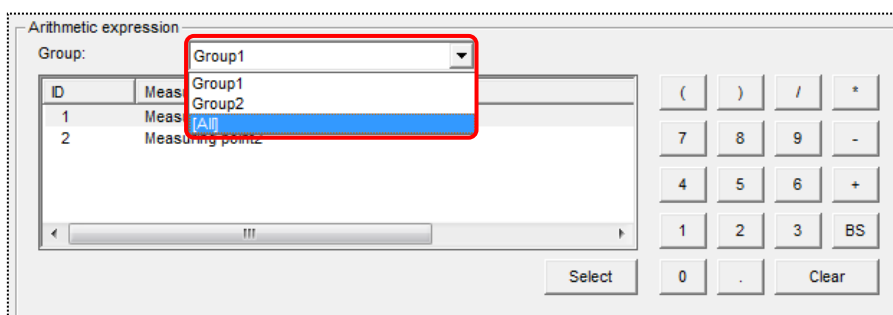 Arithmetic expression
Group: Group1
Group1
Group2
[All]
ID Meas
1 Meas
2 Measuring point2
( ) / *
7 8 9 -
4 5 6 +
1 2 3 BS
Select 0 . Clear